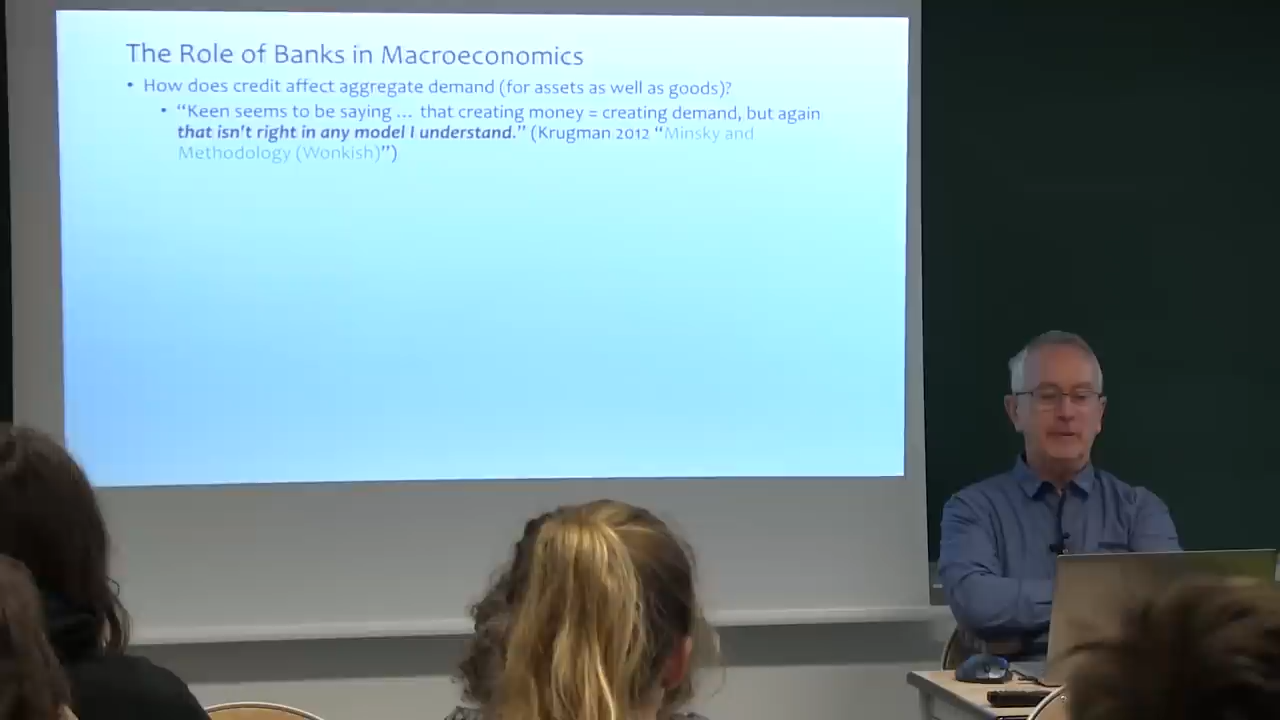 The Role of Banks in Macroeconomics
• How does credit affect aggregate demand (for assets as well as goods)?
• “Keen seems to be saying … that creating money = creating demand, but again
that isn't right in any model I understand.” (Krugman 2012 “Minsky and
Methodology (Wonkish)”)